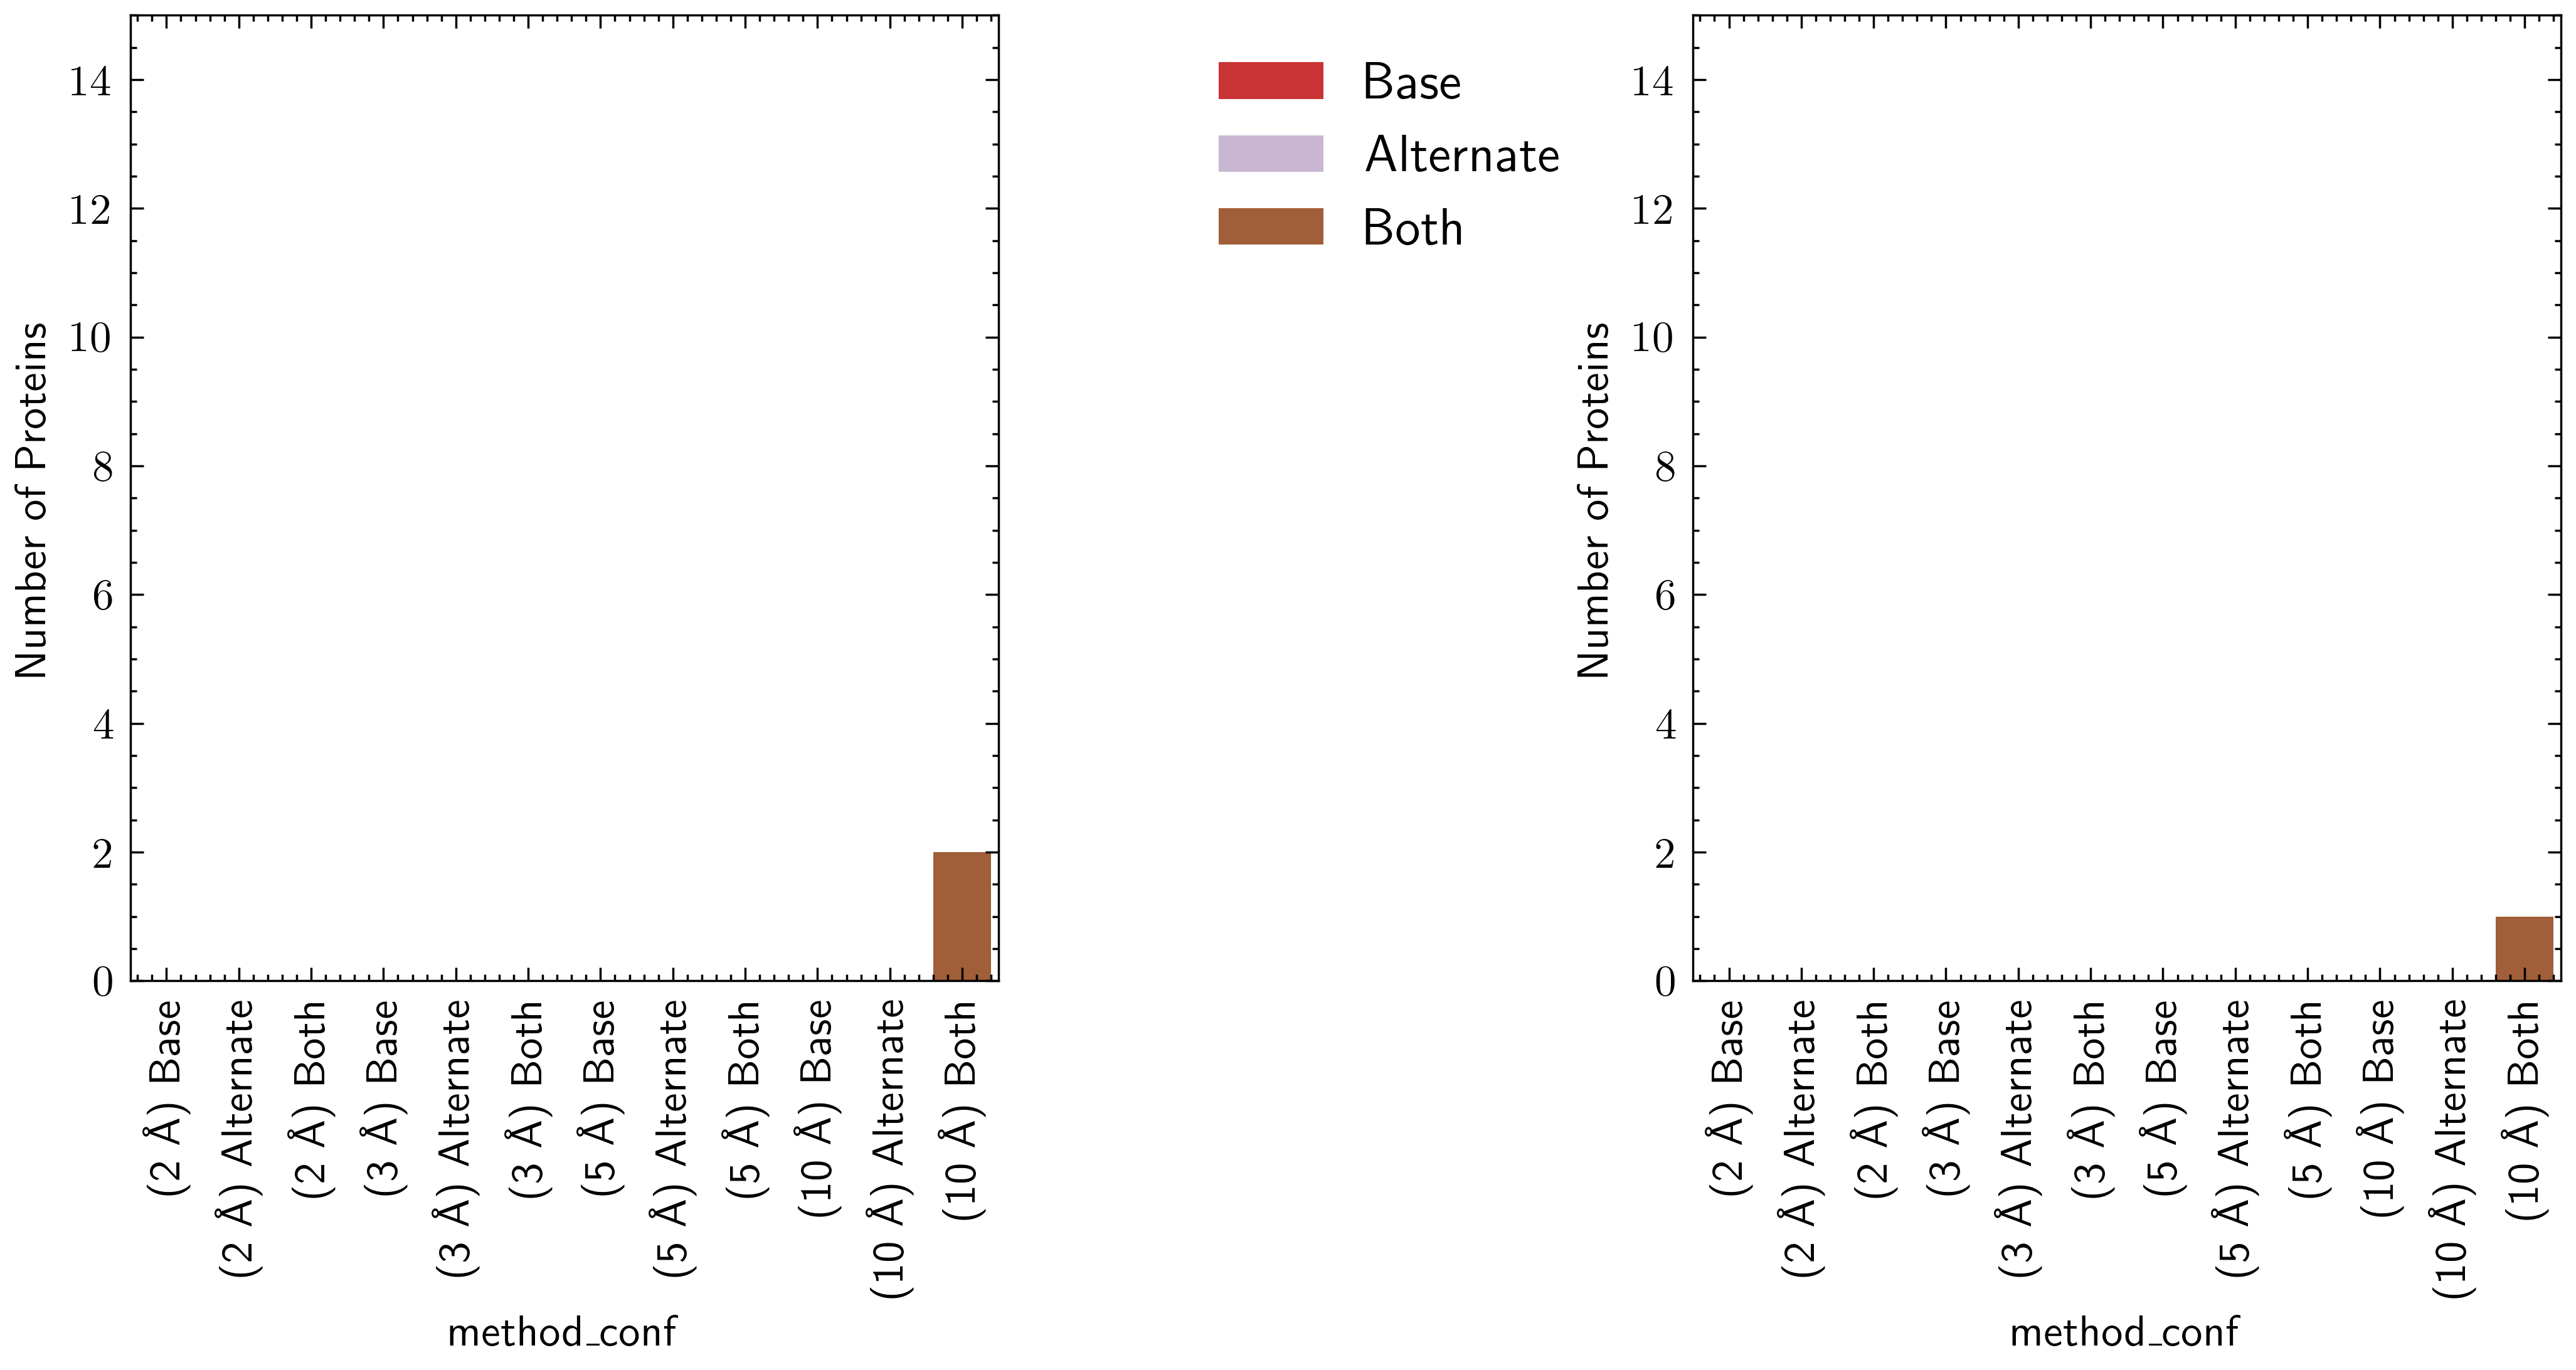 Number of Proteins
14
12
10
8
6
4
2
0
(2 Å) Base
(2 Å) Alternate
(2 Å) Both
(3 Å) Base
(3 Å) Alternate
(3 Å) Both
(5 Å) Base
(5 Å) Alternate
(5 Å) Both
(10 Å) Base
(10 Å) Alternate
(10 Å) Both
method_conf
Base
Alternate
Both
Number of Proteins
14
12
10
8
6
4
2
0
(2 Å) Base
(2 Å) Alternate
(2 Å) Both
(3 Å) Base
(3 Å) Alternate
(3 Å) Both
(5 Å) Base
(5 Å) Alternate
(5 Å) Both
(10 Å) Base
(10 Å) Alternate
(10 Å) Both
method_conf